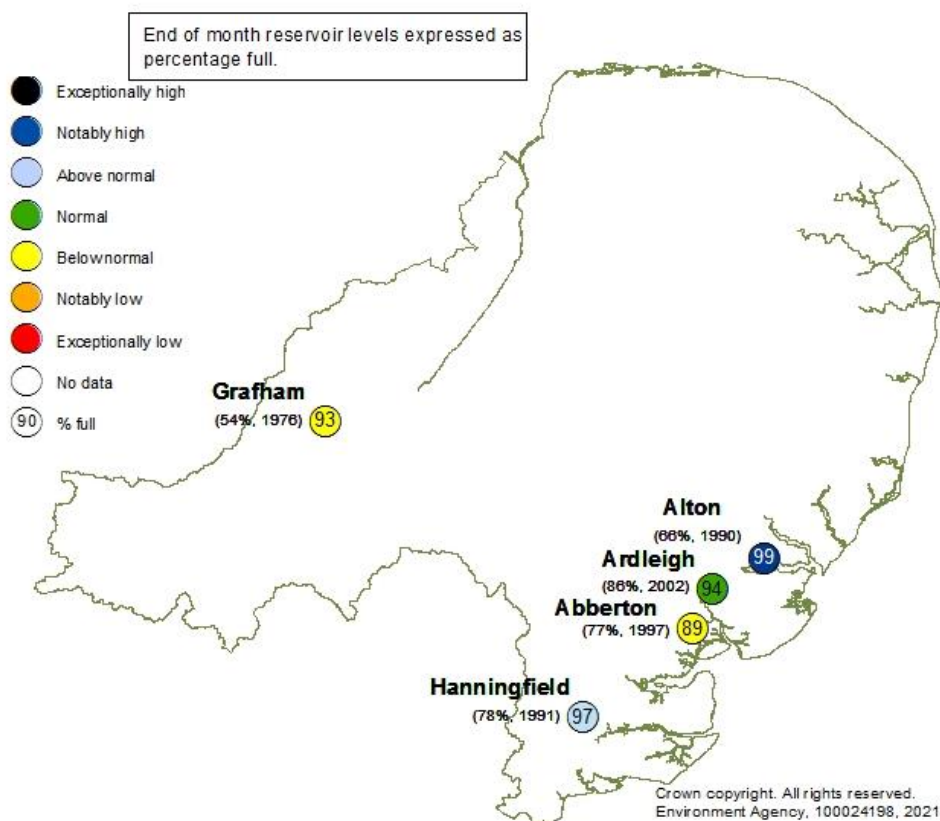 End of month reservoir levels expressed as
percentage full.
Exceptionally high
Notably high
Above normal
Normal
Below normal
Notably low
Exceptionally low
No data
90 % full
Grafham
(54%, 1976) 93
Alton
(66%, 1990) 99
Ardleigh
(86%, 2002) 94
Abberton
(77%, 1997) 89
Hanningfield
(78%, 1991) 97
Crown copyright. All rights reserved.
Environment Agency, 100024198, 2021